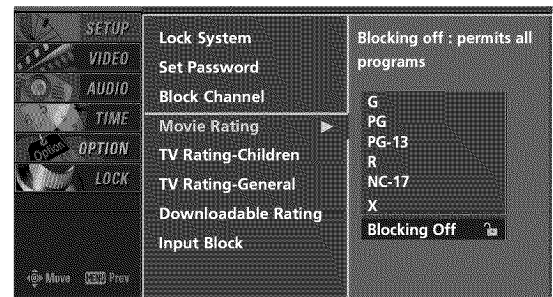 SETUP
VIDEO
AUDIO
TIME
Option
OPTION
LOCK
Move
MENU Prev
Lock System
Set Password
Block Channel
Movie Rating
TV Rating-Children
TV Rating-General
Downloadable Rating
Input Block
Blocking off : permits all
programs
G
PG
PG-13
R
NC-17
X
Blocking Off